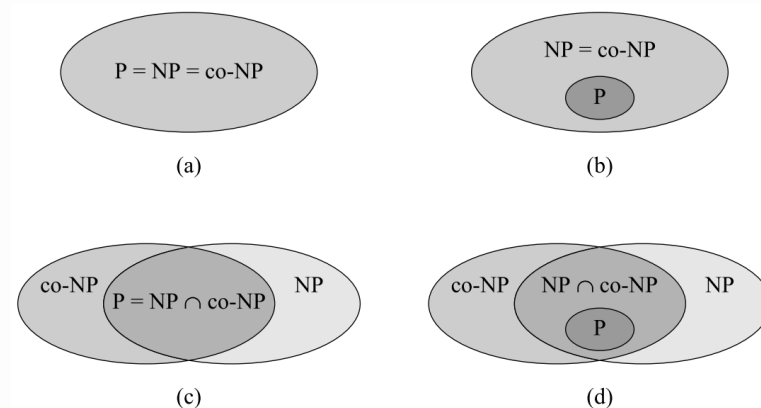 P = NP = co-NP
NP = co-NP
P
(a)
(b)
co-NP
P = NP ∩ co-NP
NP
co-NP
NP ∩ co-NP
P
NP
(c)
(d)